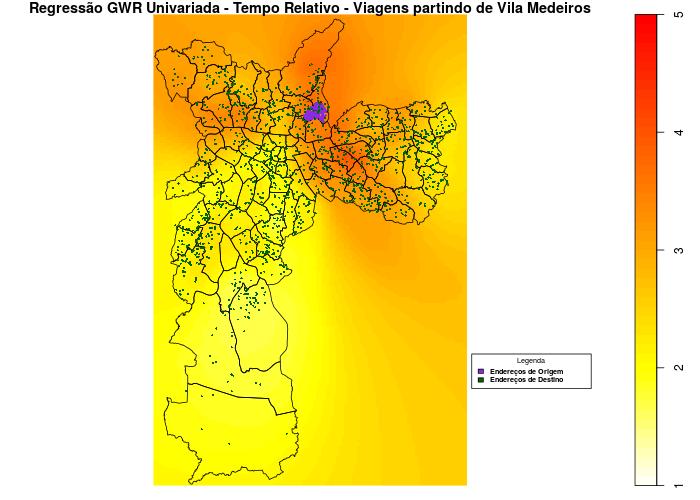 Regressão GWR Univariada - Tempo Relativo - Viagens partindo de Vila Medeiros
5
4
3
2
1
Legenda
Endereços de Origem
Endereços de Destino